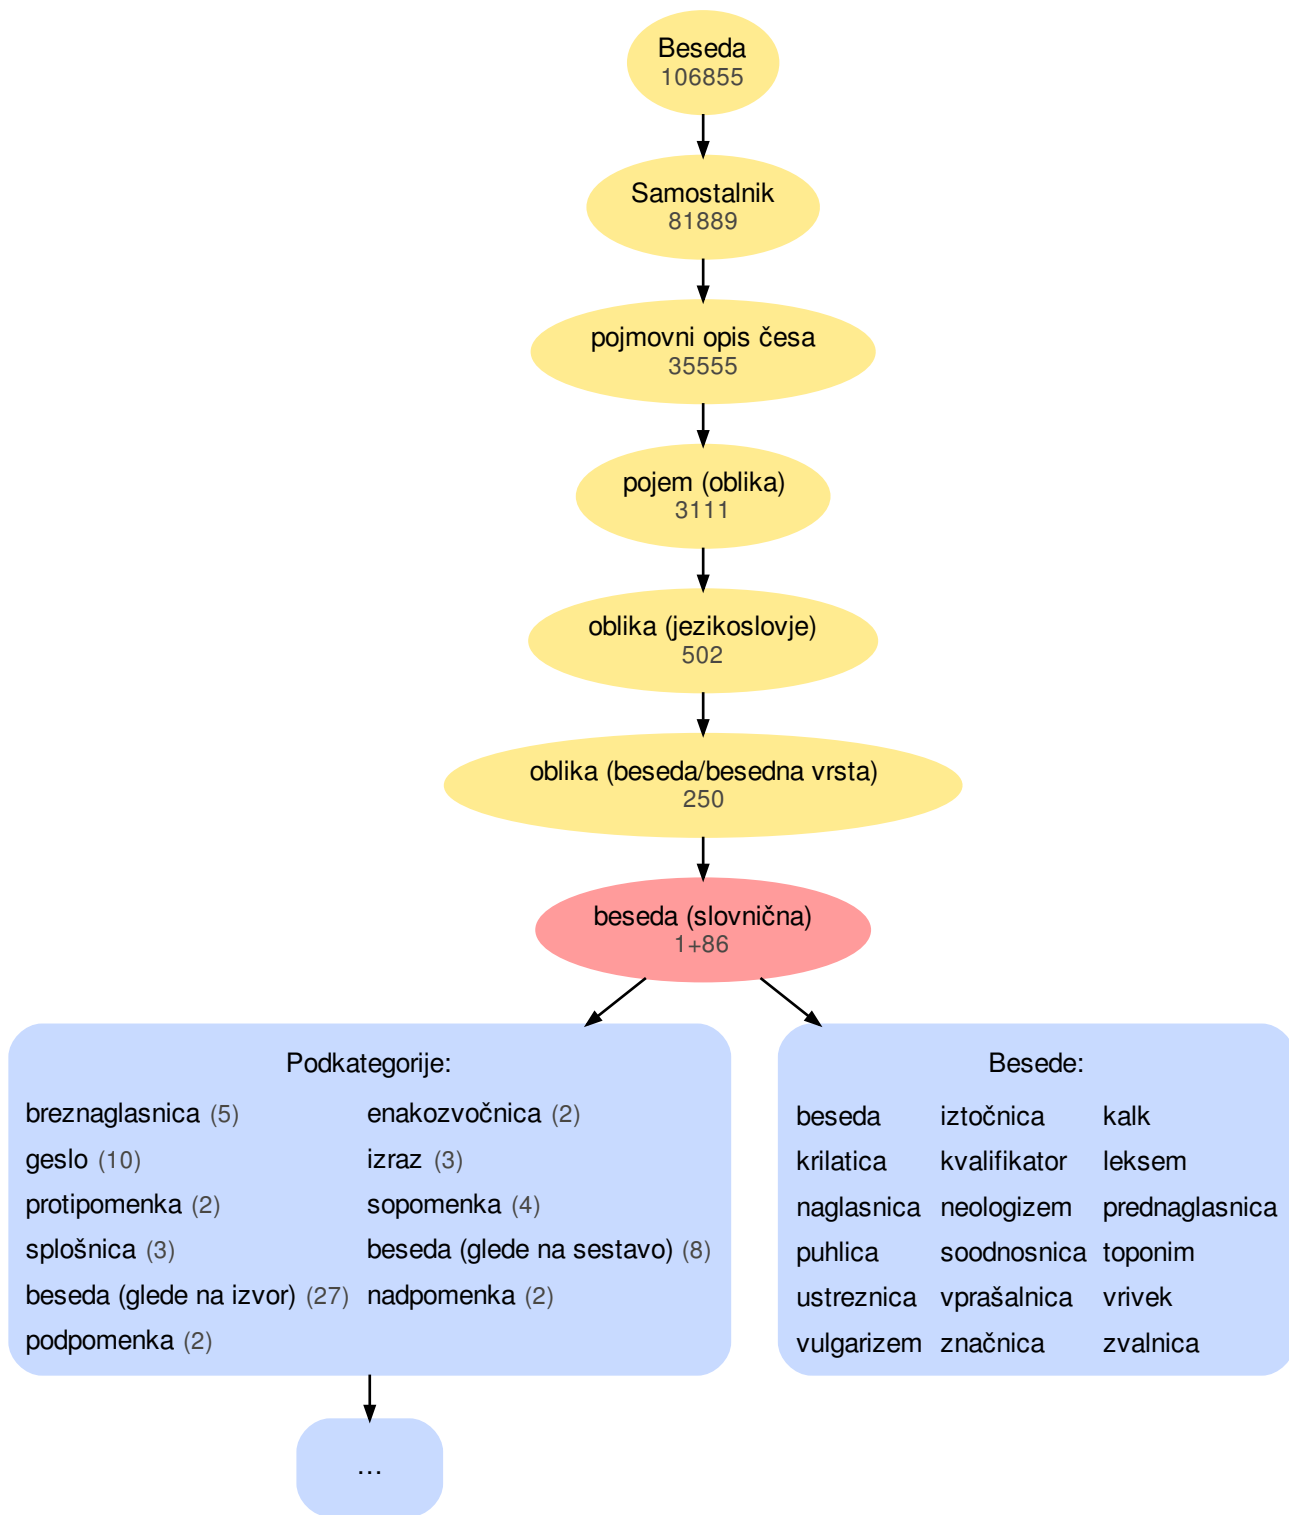 Beseda
106855
Samostalnik
81889
pojmovni opis česa
35555
pojem (oblika)
3111
oblika (jezikoslovje)
502
oblika (beseda/besedna vrsta)
250
beseda (slovnična)
1+86
Podkategorije:
breznaglasnica (5) enakozvočnica (2)
geslo (10) izraz (3)
protipomenka (2) sopomenka (4)
splošnica (3) beseda (glede na sestavo) (8)
beseda (glede na izvor) (27) nadpomenka (2)
podpomenka (2)
Besede:
beseda iztočnica kalk
krilatica kvalifikator leksem
naglasnica neologizem prednaglasnica
puhlica soodnosnica toponim
ustreznica vprašalnica vrivek
vulgarizem značnica zvalnica
...